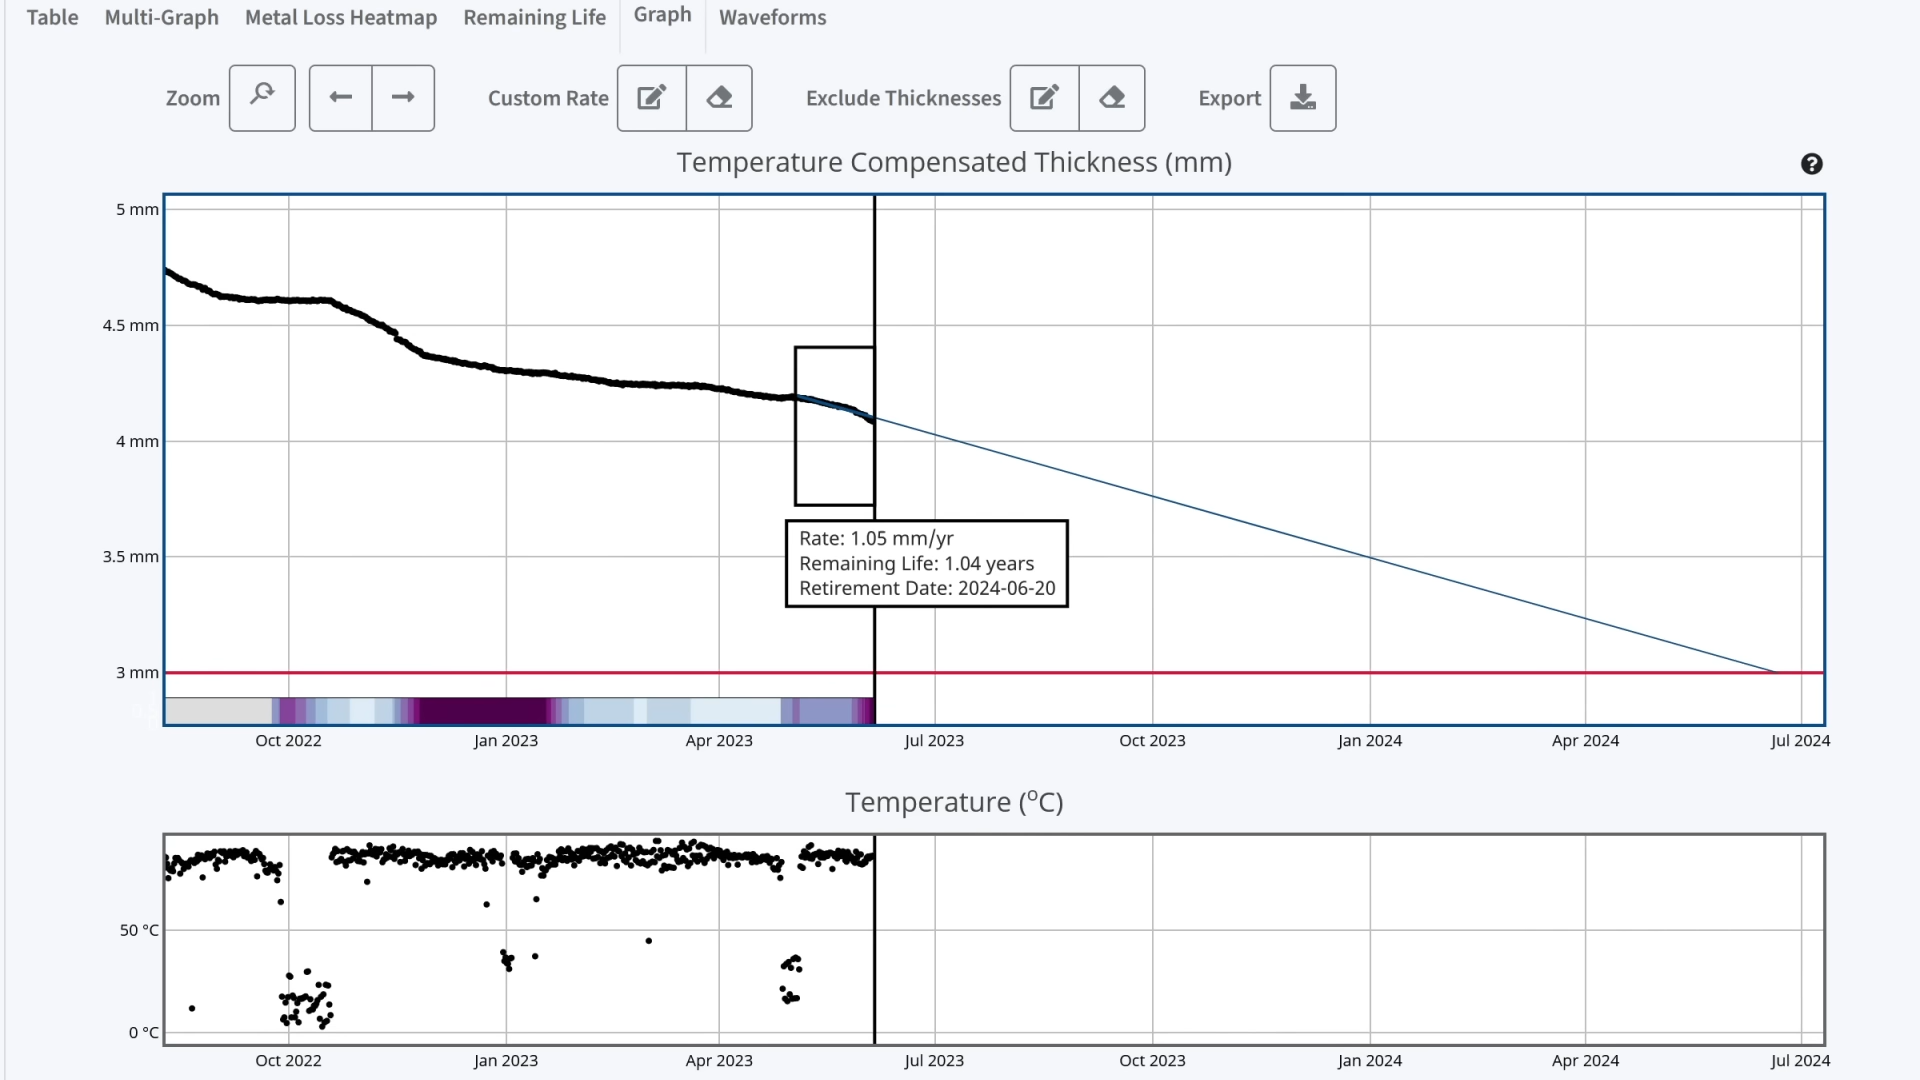 Table Multi-Graph Metal Loss Heatmap Remaining Life Graph Waveforms
Zoom Custom Rate Exclude Thicknesses Export
Temperature Compensated Thickness (mm)
5 mm
4.5 mm
4 mm
3.5 mm
3 mm
Rate: 1.05 mm/yr
Remaining Life: 1.04 years
Retirement Date: 2024-06-20
Oct 2022 Jan 2023 Apr 2023 Jul 2023 Oct 2023 Jan 2024 Apr 2024 Jul 2024
Temperature (°C)
50 °C
0 °C
Oct 2022 Jan 2023 Apr 2023 Jul 2023 Oct 2023 Jan 2024 Apr 2024 Jul 2024